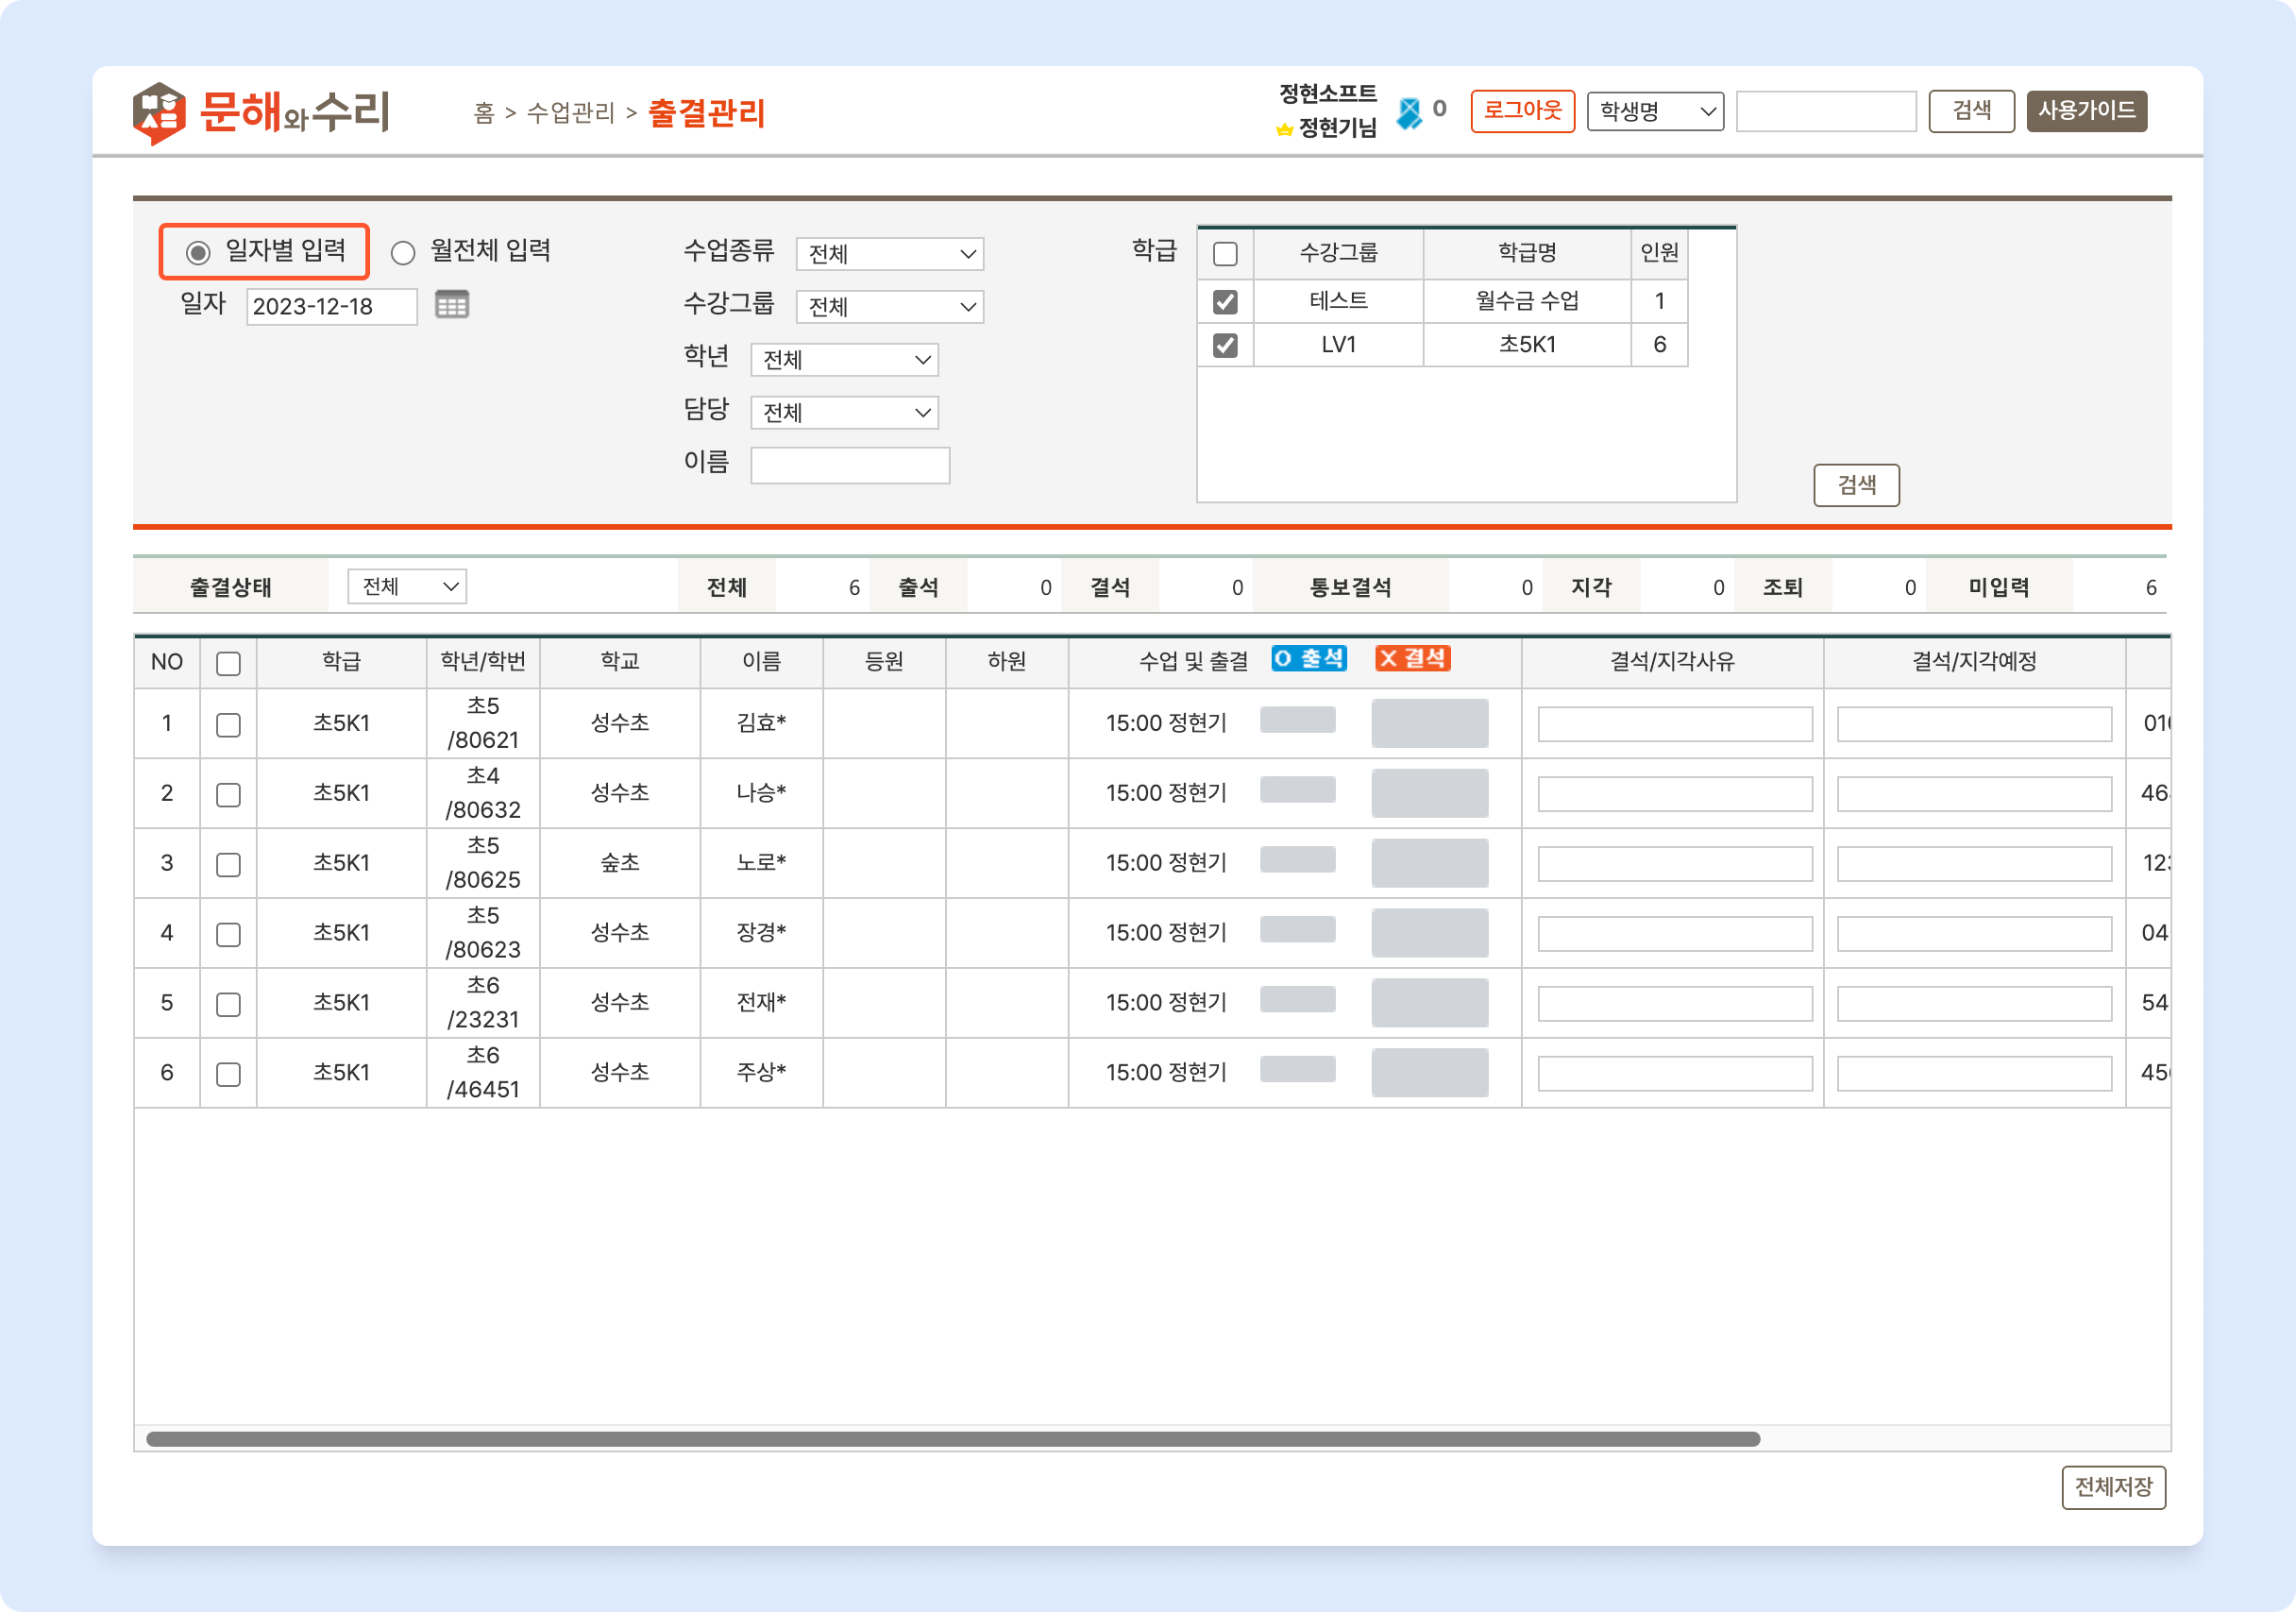 문해와수리
홈 > 수업관리 > 출결관리
정현소프트
정현기님
0
로그아웃
학생명
검색
사용가이드
일자별 입력
월전체 입력
일자 2023-12-18
수업종류 전체
수강그룹 전체
학년 전체
담당 전체
이름
학급
수강그룹 학급명 인원
테스트 월수금 수업 1
LV1 초5K1 6
검색
출결상태 전체 전체 6 출석 0 결석 0 통보결석 0 지각 0 조퇴 0 미입력 6
NO 학급 학년/학번 학교 이름 등원 하원 수업 및 출결 O 출석 X 결석 결석/지각사유 결석/지각예정
1 초5K1 초5 /80621 성수초 김효* 15:00 정현기
2 초5K1 초4 /80632 성수초 나승* 15:00 정현기
3 초5K1 초5 /80625 숲초 노로* 15:00 정현기
4 초5K1 초5 /80623 성수초 장경* 15:00 정현기 04
5 초5K1 초6 /23231 성수초 전재* 15:00 정현기 54
6 초5K1 초6 /46451 성수초 주상* 15:00 정현기
전체저장